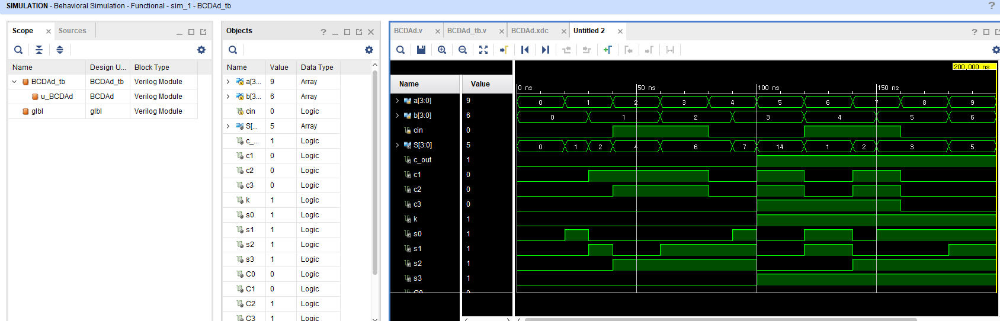 SIMULATION - Behavioral Simulation - Functional - sim_1 - BCDAd_tb
?
Scope
Sources
Name
Design U...
Block Type
BCDAd_tb
BCDAd_tb
Verilog Module
u_BCDAd
BCDAd
Verilog Module
glbl
glbl
Verilog Module
Objects
?
Name
Value
Data Type
a[3...
9
Array
b[3...
6
Array
cin
0
Logic
S[...
5
Array
c_...
1
Logic
c1
0
Logic
c2
0
Logic
c3
0
Logic
k
1
Logic
s0
1
Logic
s1
1
Logic
s2
1
Logic
s3
1
Logic
C0
0
Logic
C1
0
Logic
C2
1
Logic
C3
1
Logic
BCDAd.v
BCDAd_tb.v
BCDAd.xdc
Untitled 2
?
200,000 ns
Name
Value
0 ns
50 ns
100 ns
150 ns
a[3:0]
9
0 1 2 3 4 5 6 7 8 9
b[3:0]
6
0 1 2 3 4 5 6
cin
0
S[3:0]
5
0 1 2 4 6 7 14 1 2 3 5
c_out
1
c1
0
c2
0
c3
0
k
1
s0
1
s1
1
s2
1
s3
1
C0
0